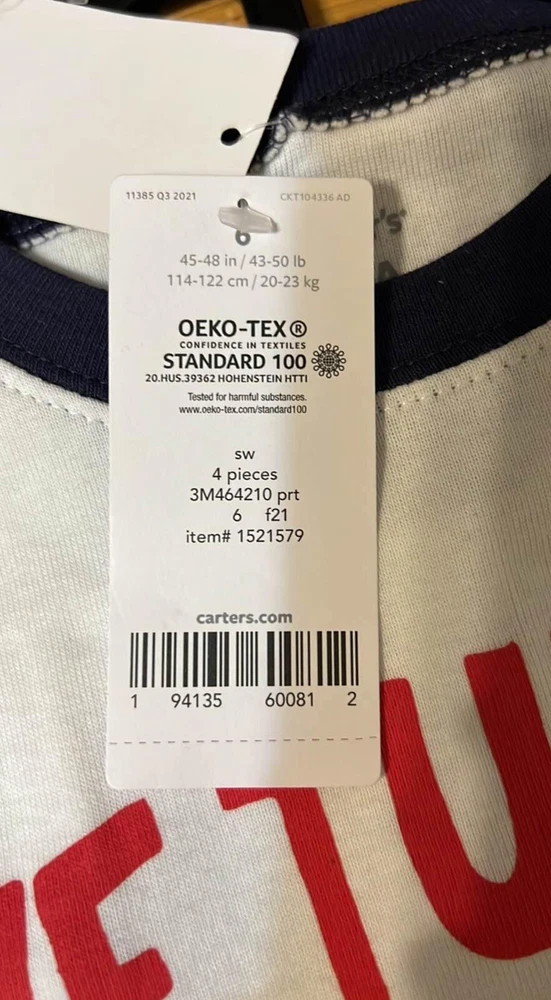 11385 Q3 2021 CKT104336 AD
6
45-48 in / 43-50 lb
114-122 cm / 20-23 kg
OEKO-TEX®
CONFIDENCE IN TEXTILES
STANDARD 100
20.HUS.39362 HOHENSTEIN HTTI
Tested for harmful substances.
www.oeko-tex.com/standard100
sw
4 pieces
3M464210 prt
6 f21
item# 1521579
carters.com
1 94135 60081 2